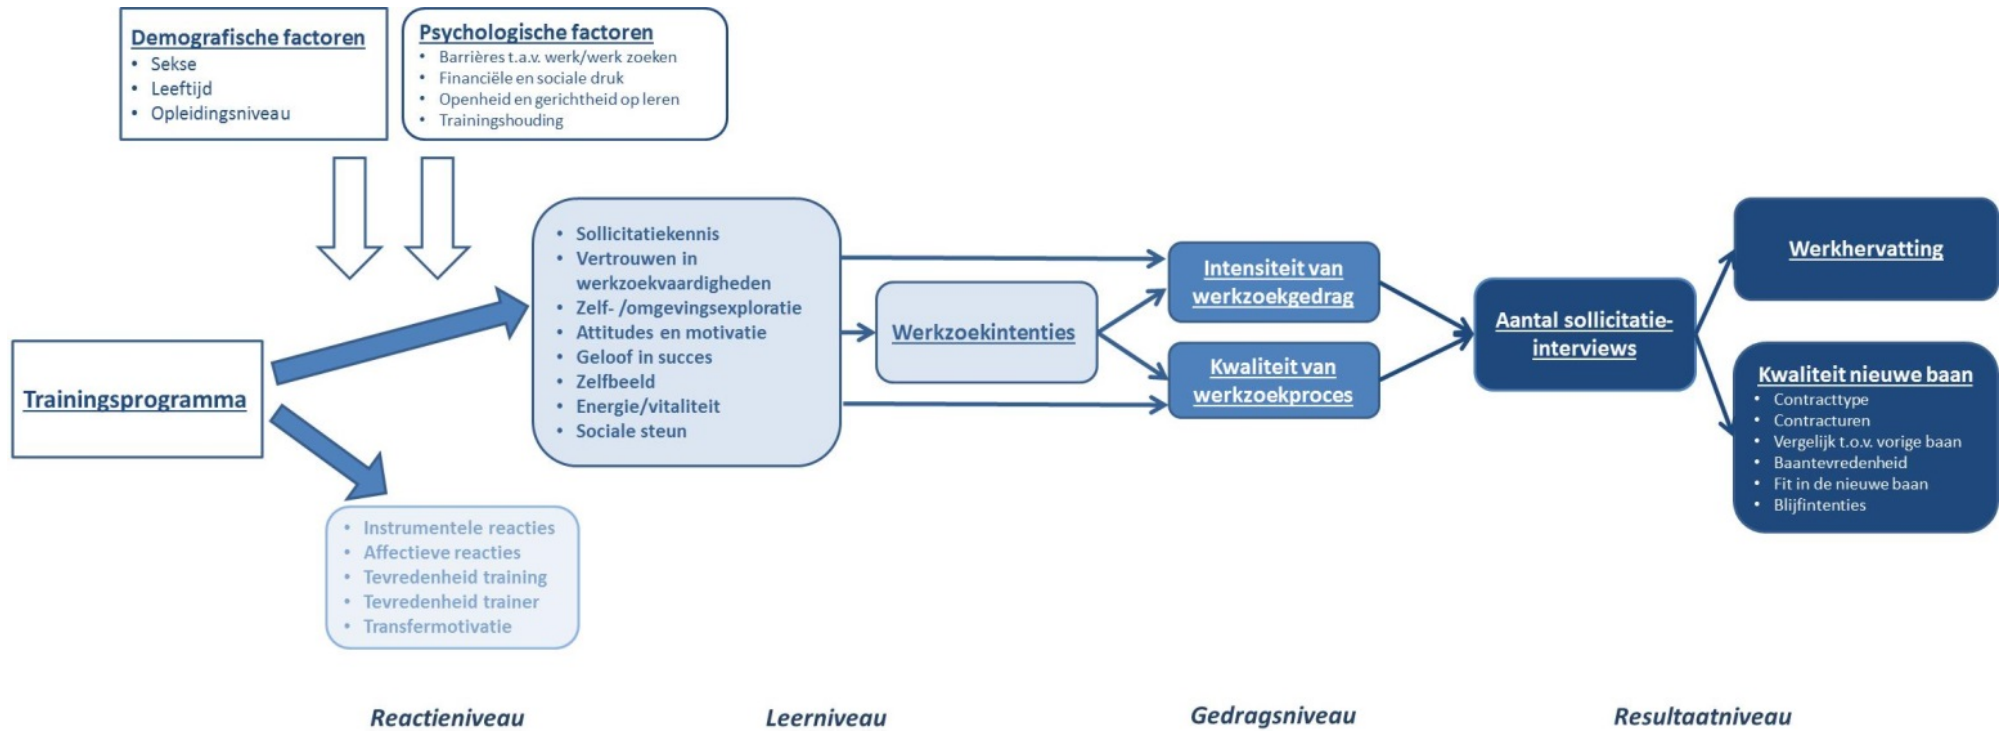 Demografische factoren
• Sekse
• Leeftijd
• Opleidingsniveau
Psychologische factoren
• Barrières t.a.v. werk/werk zoeken
• Financiële en sociale druk
• Openheid en gerichtheid op leren
• Trainingshouding
Trainingsprogramma
• Sollicitatiekennis
• Vertrouwen in
werkzoekvaardigheden
• Zelf- /omgevingsexploratie
• Attitudes en motivatie
• Geloof in succes
• Zelfbeeld
• Energie/vitaliteit
• Sociale steun
• Instrumentele reacties
• Affectieve reacties
• Tevredenheid training
• Tevredenheid trainer
• Transfermotivatie
Werkzoekintenties
Intensiteit van
werkzoekgedrag
Kwaliteit van
werkzoekproces
Aantal sollicitatie-
interviews
Werkhervatting
Kwaliteit nieuwe baan
• Contracttype
• Contracturen
• Vergelijk t.o.v. vorige baan
• Baantevredenheid
• Fit in de nieuwe baan
• Blijfintenties
Reactieniveau
Leerniveau
Gedragsniveau
Resultaatniveau